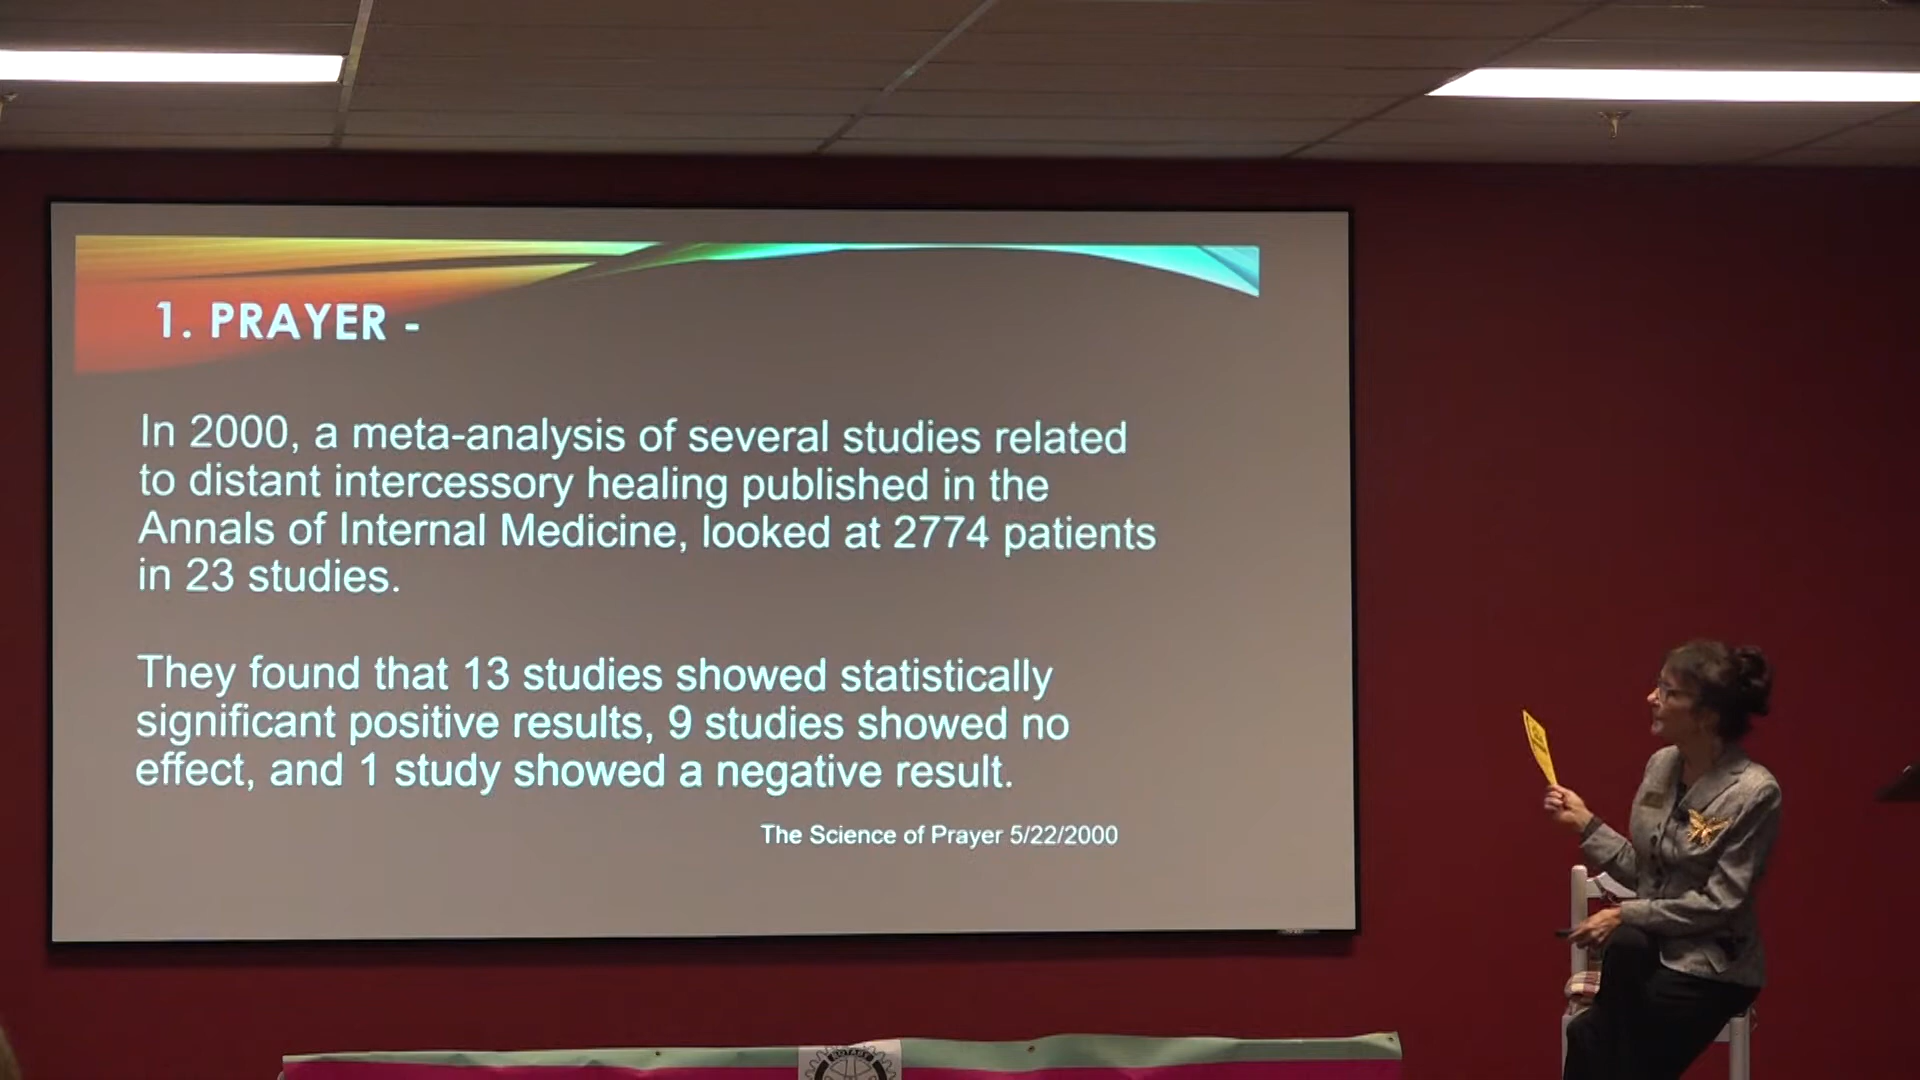 1. PRAYER -
In 2000, a meta-analysis of several studies related
to distant intercessory healing published in the
Annals of Internal Medicine, looked at 2774 patients
in 23 studies.
They found that 13 studies showed statistically
significant positive results, 9 studies showed no
effect, and 1 study showed a negative result.
The Science of Prayer 5/22/2000
ROTARY